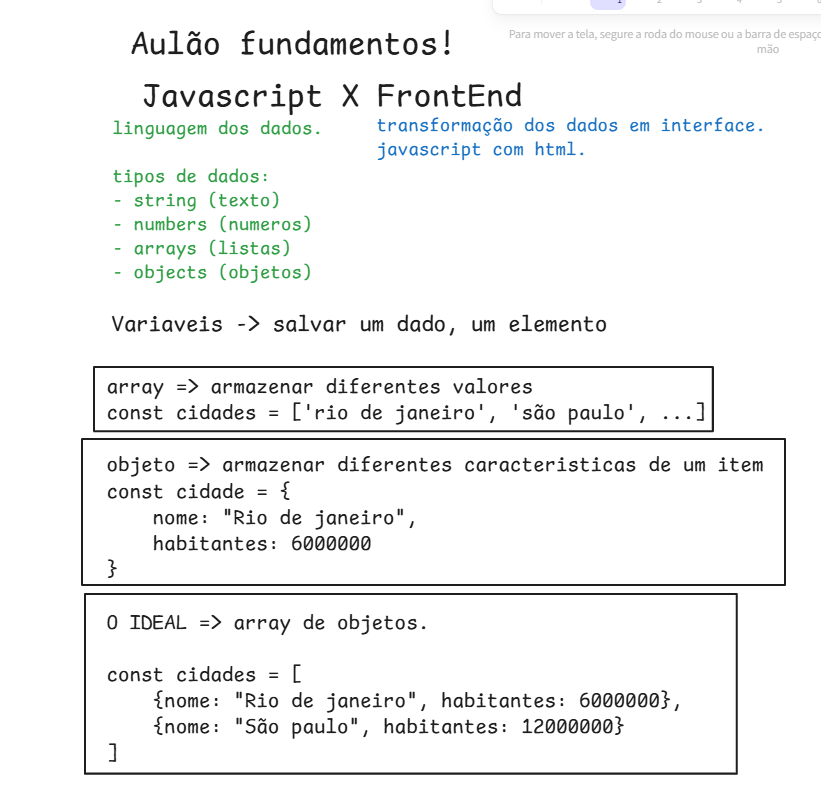 Para mover a tela, segure a roda do mouse ou a barra de espaço
mão
Aulão fundamentos!
Javascript X FrontEnd
linguagem dos dados.
transformação dos dados em interface.
javascript com html.
tipos de dados:
- string (texto)
- numbers (numeros)
- arrays (listas)
- objects (objetos)
Variaveis -> salvar um dado, um elemento
array => armazenar diferentes valores
const cidades = ['rio de janeiro', 'são paulo', ...]
objeto => armazenar diferentes caracteristicas de um item
const cidade = {
    nome: "Rio de janeiro",
    habitantes: 6000000
}
O IDEAL => array de objetos.
const cidades = [
    {nome: "Rio de janeiro", habitantes: 6000000},
    {nome: "São paulo", habitantes: 12000000}
]